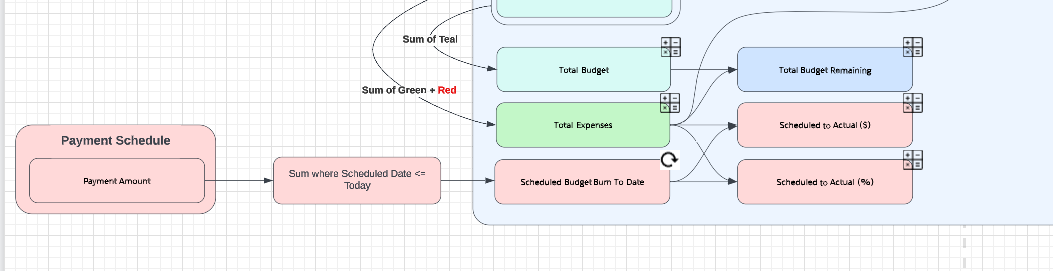 Sum of Teal
Total Budget
Total Budget Remaining
Sum of Green + Red
Total Expenses
Scheduled to Actual ($)
Payment Schedule
Payment Amount
Sum where Scheduled Date <=
Today
Scheduled Budget Burn To Date
Scheduled to Actual (%)